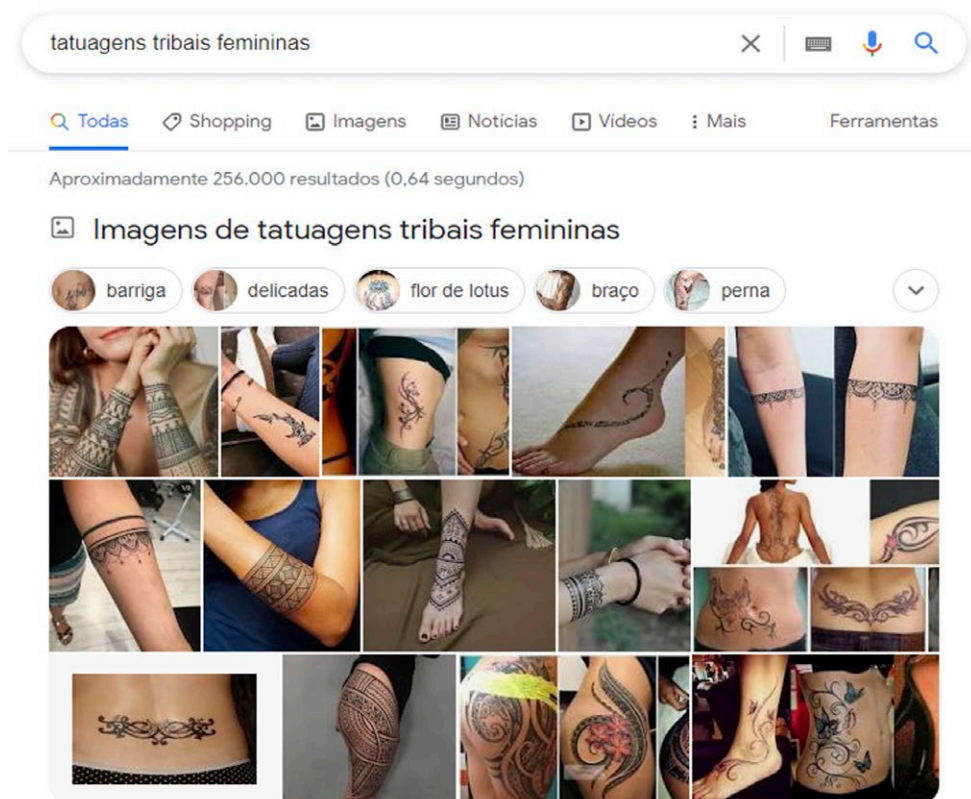 tatuagens tribais femininas
Todas Shopping Imagens Notícias Vídeos Mais Ferramentas
Aproximadamente 256.000 resultados (0,64 segundos)
Imagens de tatuagens tribais femininas
barriga delicadas flor de lotus braço perna